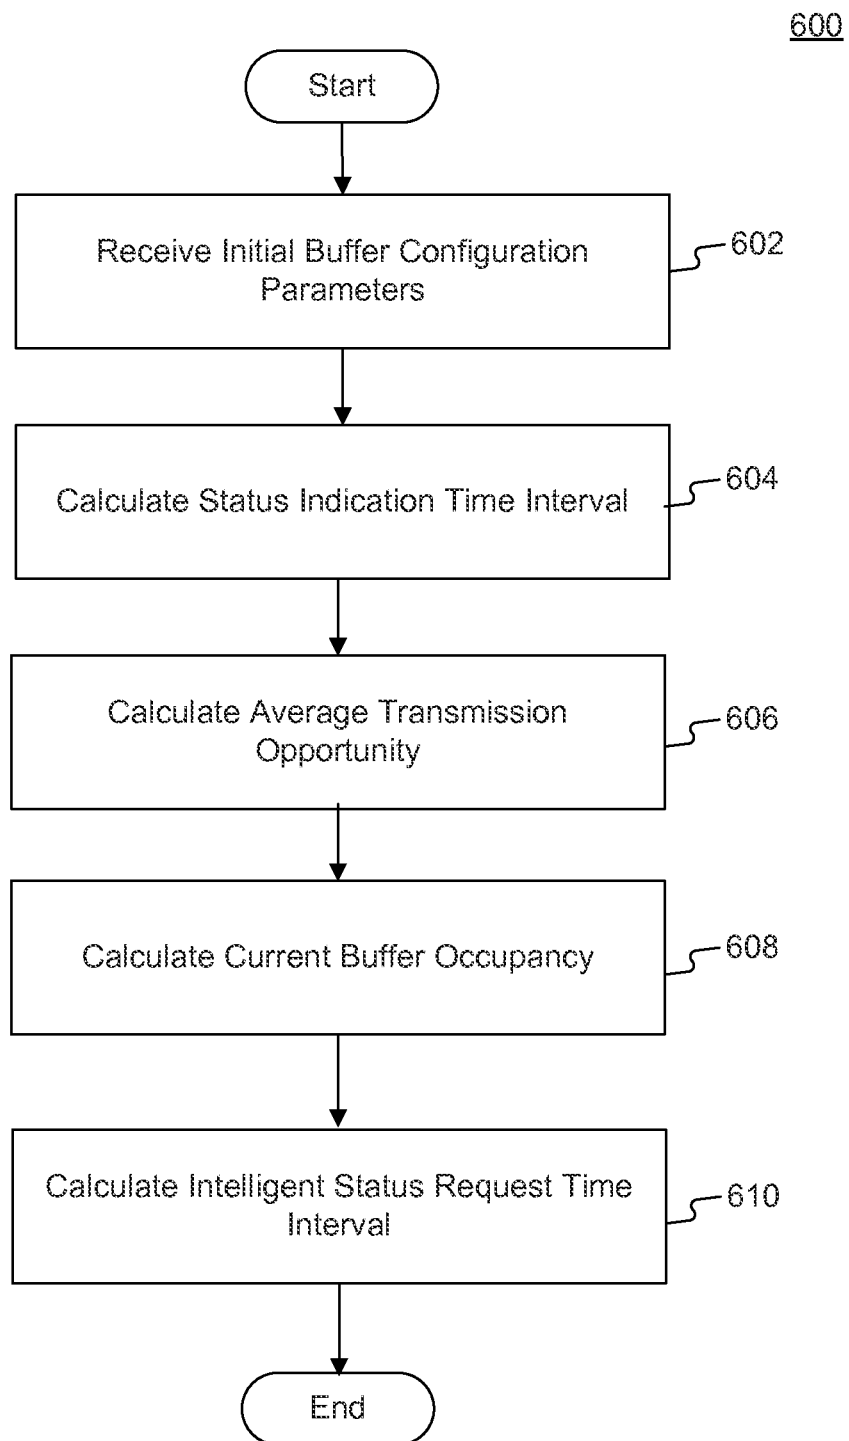 600
Start
Receive Initial Buffer Configuration
Parameters
602
Calculate Status Indication Time Interval
604
Calculate Average Transmission
Opportunity
606
Calculate Current Buffer Occupancy
608
Calculate Intelligent Status Request Time
Interval
610
End